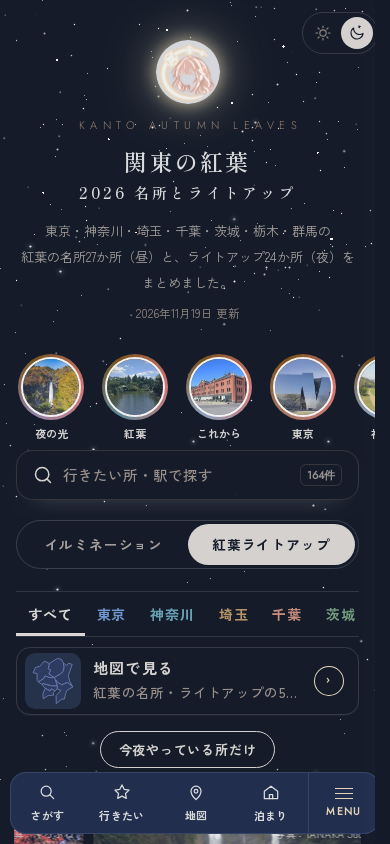 KANTO AUTUMN LEAVES
関東の紅葉
2026 名所とライトアップ
東京・神奈川・埼玉・千葉・茨城・栃木・群馬の
紅葉の名所27か所（昼）と、ライトアップ24か所（夜）を
まとめました。
2026年11月19日 更新
夜の光
紅葉
これから
東京
行きたい所・駅で探す
164件
イルミネーション
紅葉ライトアップ
すべて
東京
神奈川
埼玉
千葉
茨城
地図で見る
紅葉の名所・ライトアップの5…
今夜やっている所だけ
さがす
行きたい
地図
泊まり
MENU